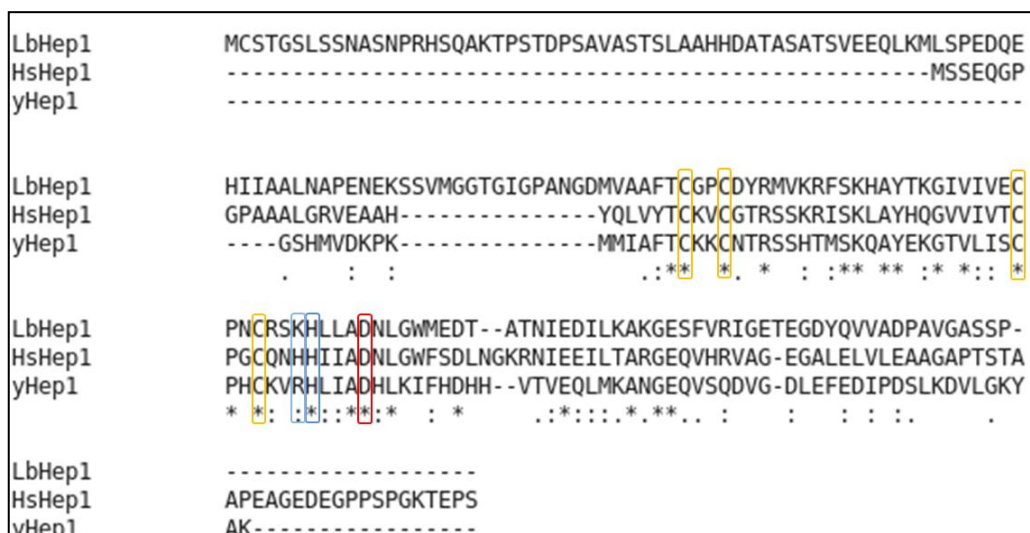 LbHep1 MCSTGSLSSNASNPRHSQAKTPSTDPSAVASTSLAAHHDATASATSVEEQLKMLSPEDQE
HsHep1 -----------------------------------------------------MSSEQGP
yHep1 ------------------------------------------------------------
LbHep1 HIIAALNAPENEKSSVMGGTGIGPANGDMVAAFTCGPCDYRMVKRFSKHAYTKGIVIVEC
HsHep1 GPAAALGRVEAAH---------------YQLVYTCKVCGTRSSKRISKLAYHQGVVIVTC
yHep1 ----GSHMVDKPK---------------MMIAFTCKKCNTRSSHTMSKQAYEKGTVLISC
. : : .:** *. * : :** ** :* *:: *
LbHep1 PNCRSKHLLADNLGWMEDT--ATNIEDILKAKGESFVRIGETEGDYQVVADPAVGASSP-
HsHep1 PGCQNHHIIADNLGWFSDLNGKRNIEEILTARGEQVHRVAG-EGALELVLEAAGAPTSTA
yHep1 PHCKVRHLIADHLKIFHDHH--VTVEQLMKANGEQVSQDVG-DLEFEDIPDSLKDVLGKY
* *: :*::**:* : * .:*:::.*.**.. : : : : :. .
LbHep1 -------------------
HsHep1 APEAGEDEGPPSPGKTEPS
yHep1 AK-----------------